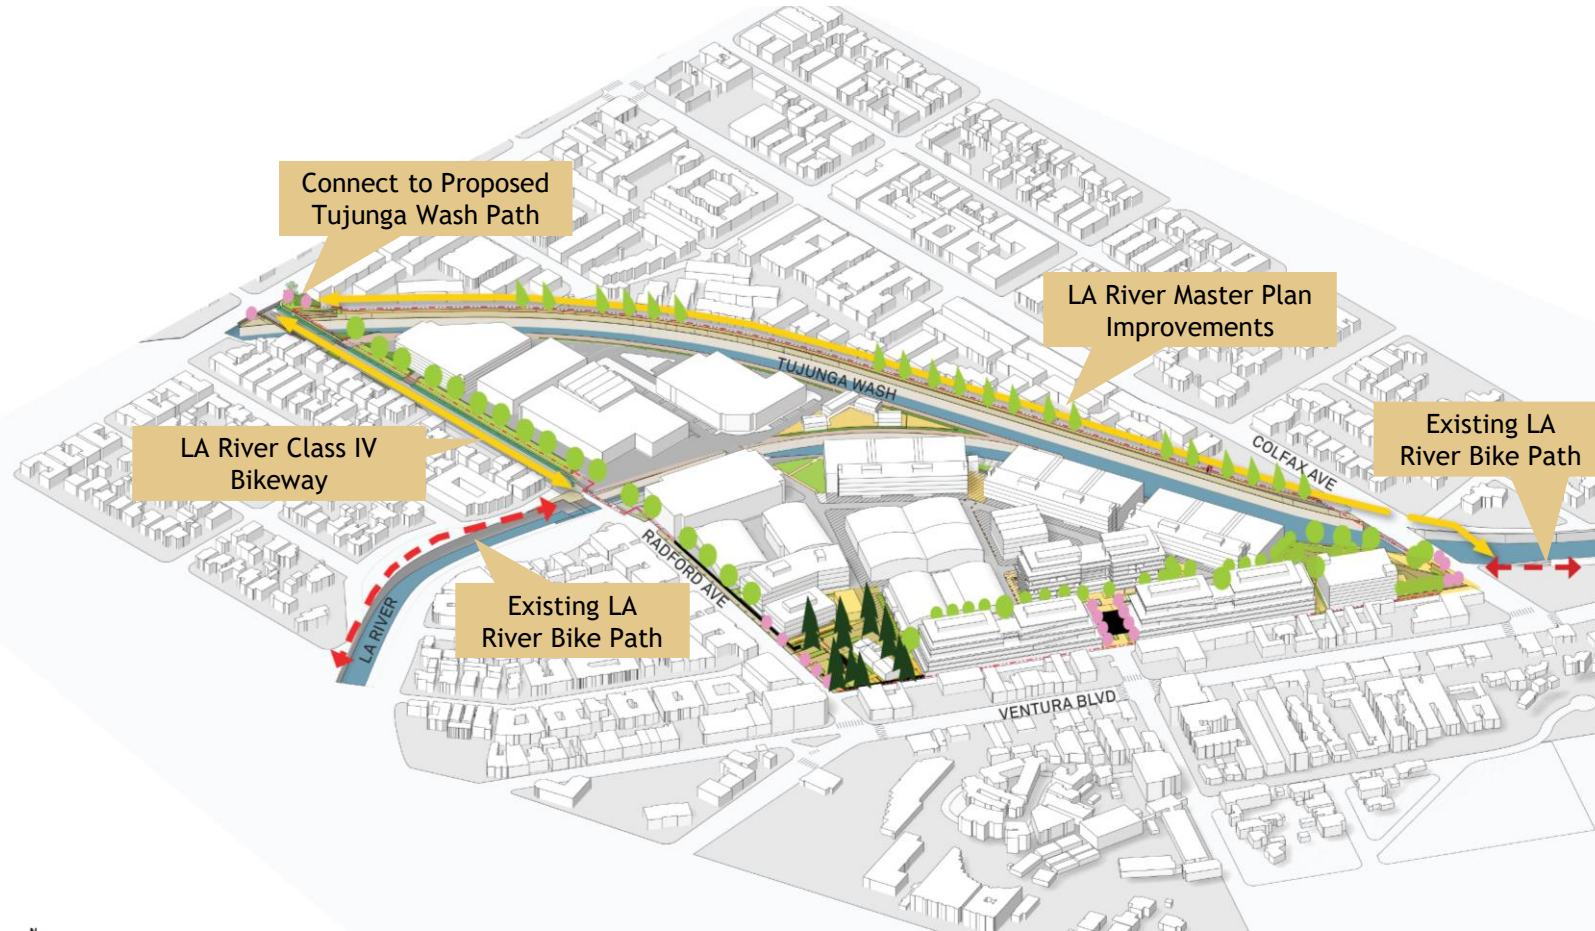 Connect to Proposed
Tujunga Wash Path
LA River Master Plan
Improvements
TUJUNGA WASH
COLFAX AVE
Existing LA
River Bike Path
LA River Class IV
Bikeway
RADFORD AVE
Existing LA
River Bike Path
LA RIVER
VENTURA BLVD
N